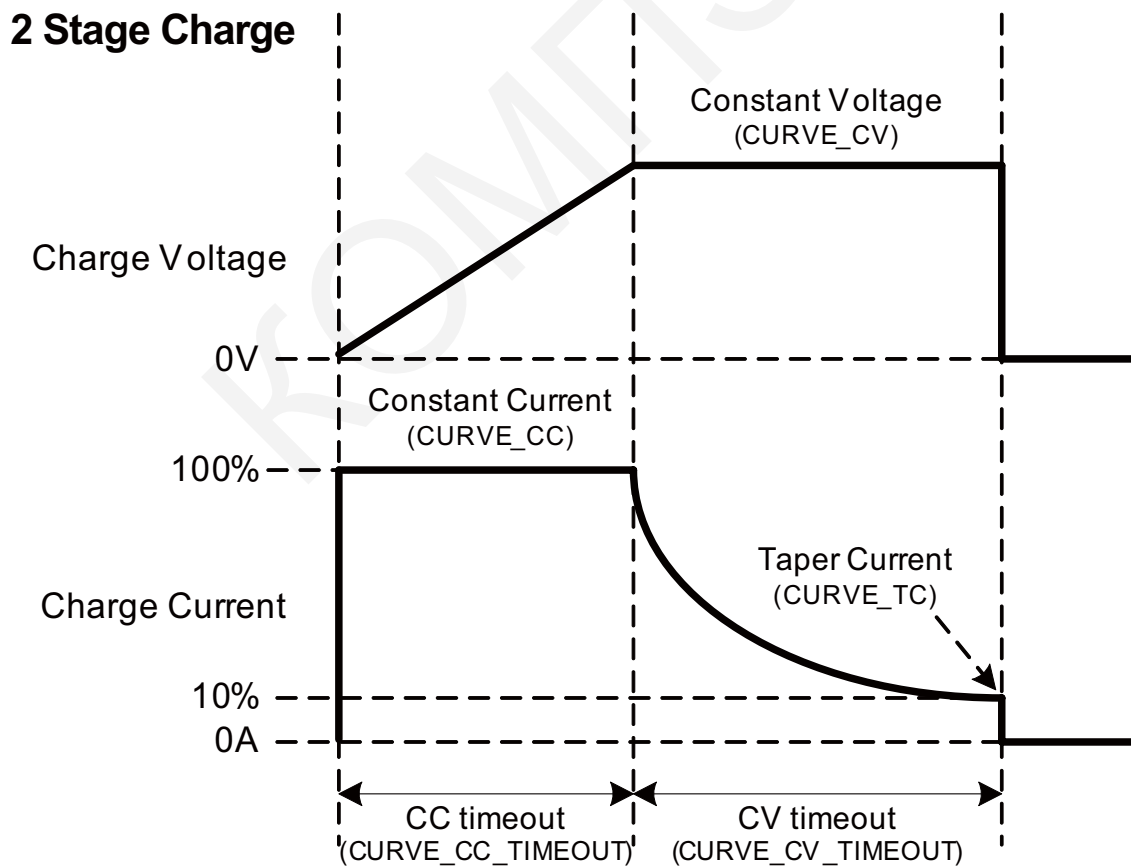 2 Stage Charge
Constant Voltage
(CURVE_CV)
Charge Voltage
0V
Constant Current
(CURVE_CC)
100%
Taper Current
(CURVE_TC)
Charge Current
10%
0A
CC timeout
(CURVE_CC_TIMEOUT)
CV timeout
(CURVE_CV_TIMEOUT)